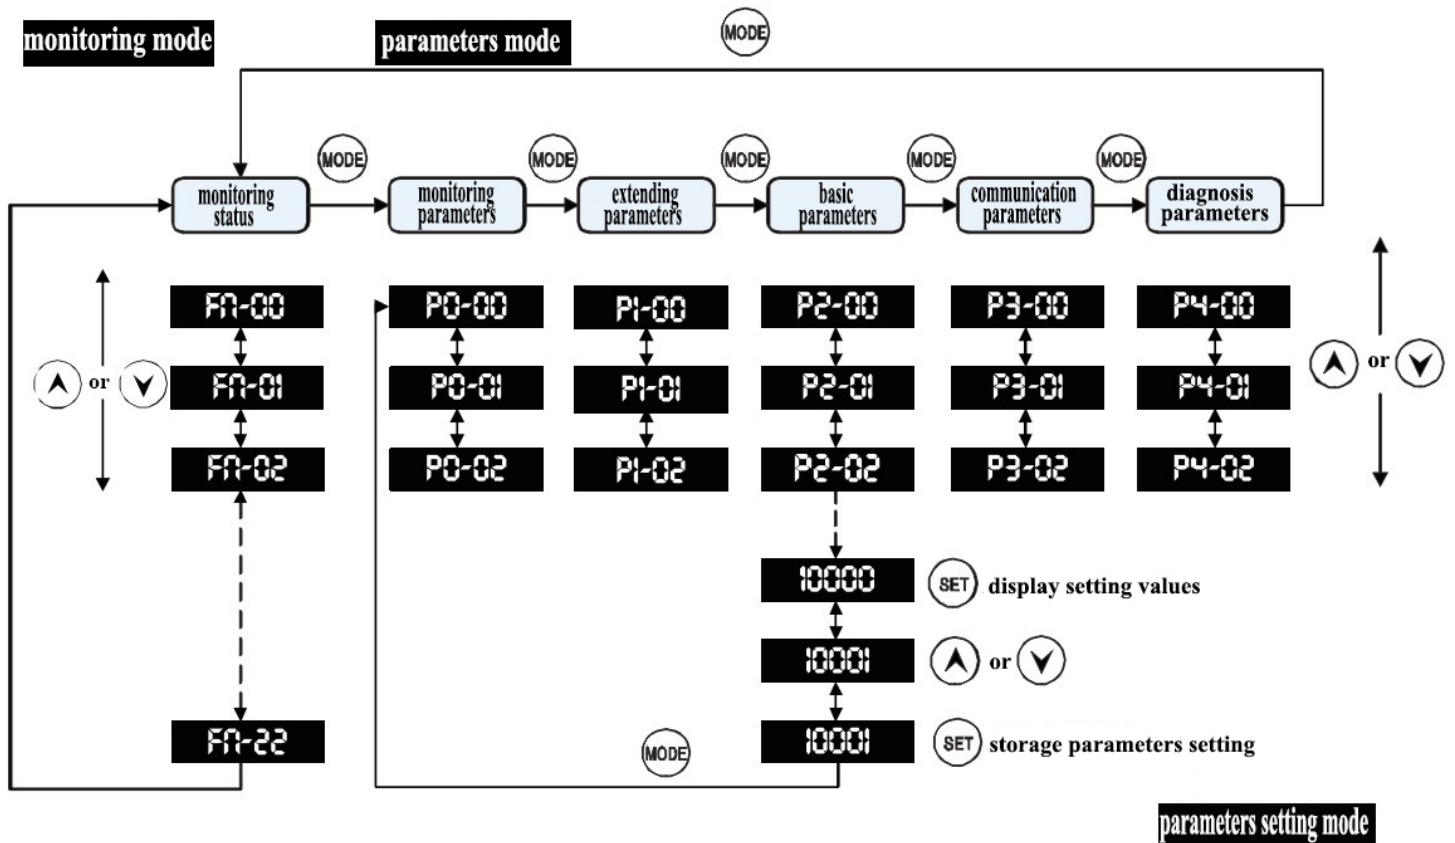 monitoring mode
parameters mode
MODE
MODE
MODE
MODE
MODE
MODE
monitoring
status
monitoring
parameters
extending
parameters
basic
parameters
communication
parameters
diagnosis
parameters
Fn-00
P0-00
P1-00
P2-00
P3-00
P4-00
or
Fn-01
P0-01
P1-01
P2-01
P3-01
P4-01
or
Fn-02
P0-02
P1-02
P2-02
P3-02
P4-02
10000
SET display setting values
10001
or
Fn-22
MODE
10001
SET storage parameters setting
parameters setting mode